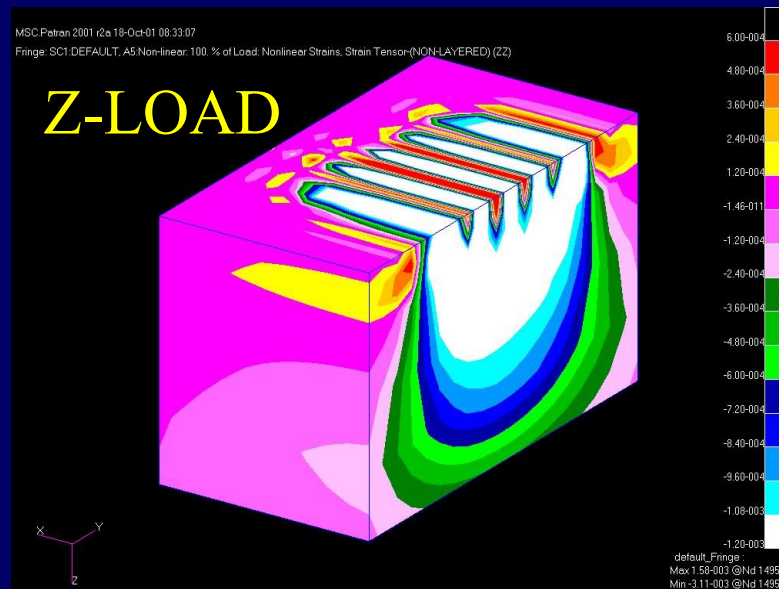 MSC.Patran 2001 r2a 18-Oct-01 08:33:07
Fringe: SC1:DEFAULT, A5:Non-linear: 100. % of Load: Nonlinear Strains, Strain Tensor-(NON-LAYERED) (ZZ)
Z-LOAD
6.00-004
4.80-004
3.60-004
2.40-004
1.20-004
-1.46-011
-1.20-004
-2.40-004
-3.60-004
-4.80-004
-6.00-004
-7.20-004
-8.40-004
-9.60-004
-1.08-003
-1.20-003
X
Y
Z
default_Fringe :
Max 1.58-003 @Nd 1495
Min -3.11-003 @Nd 1495